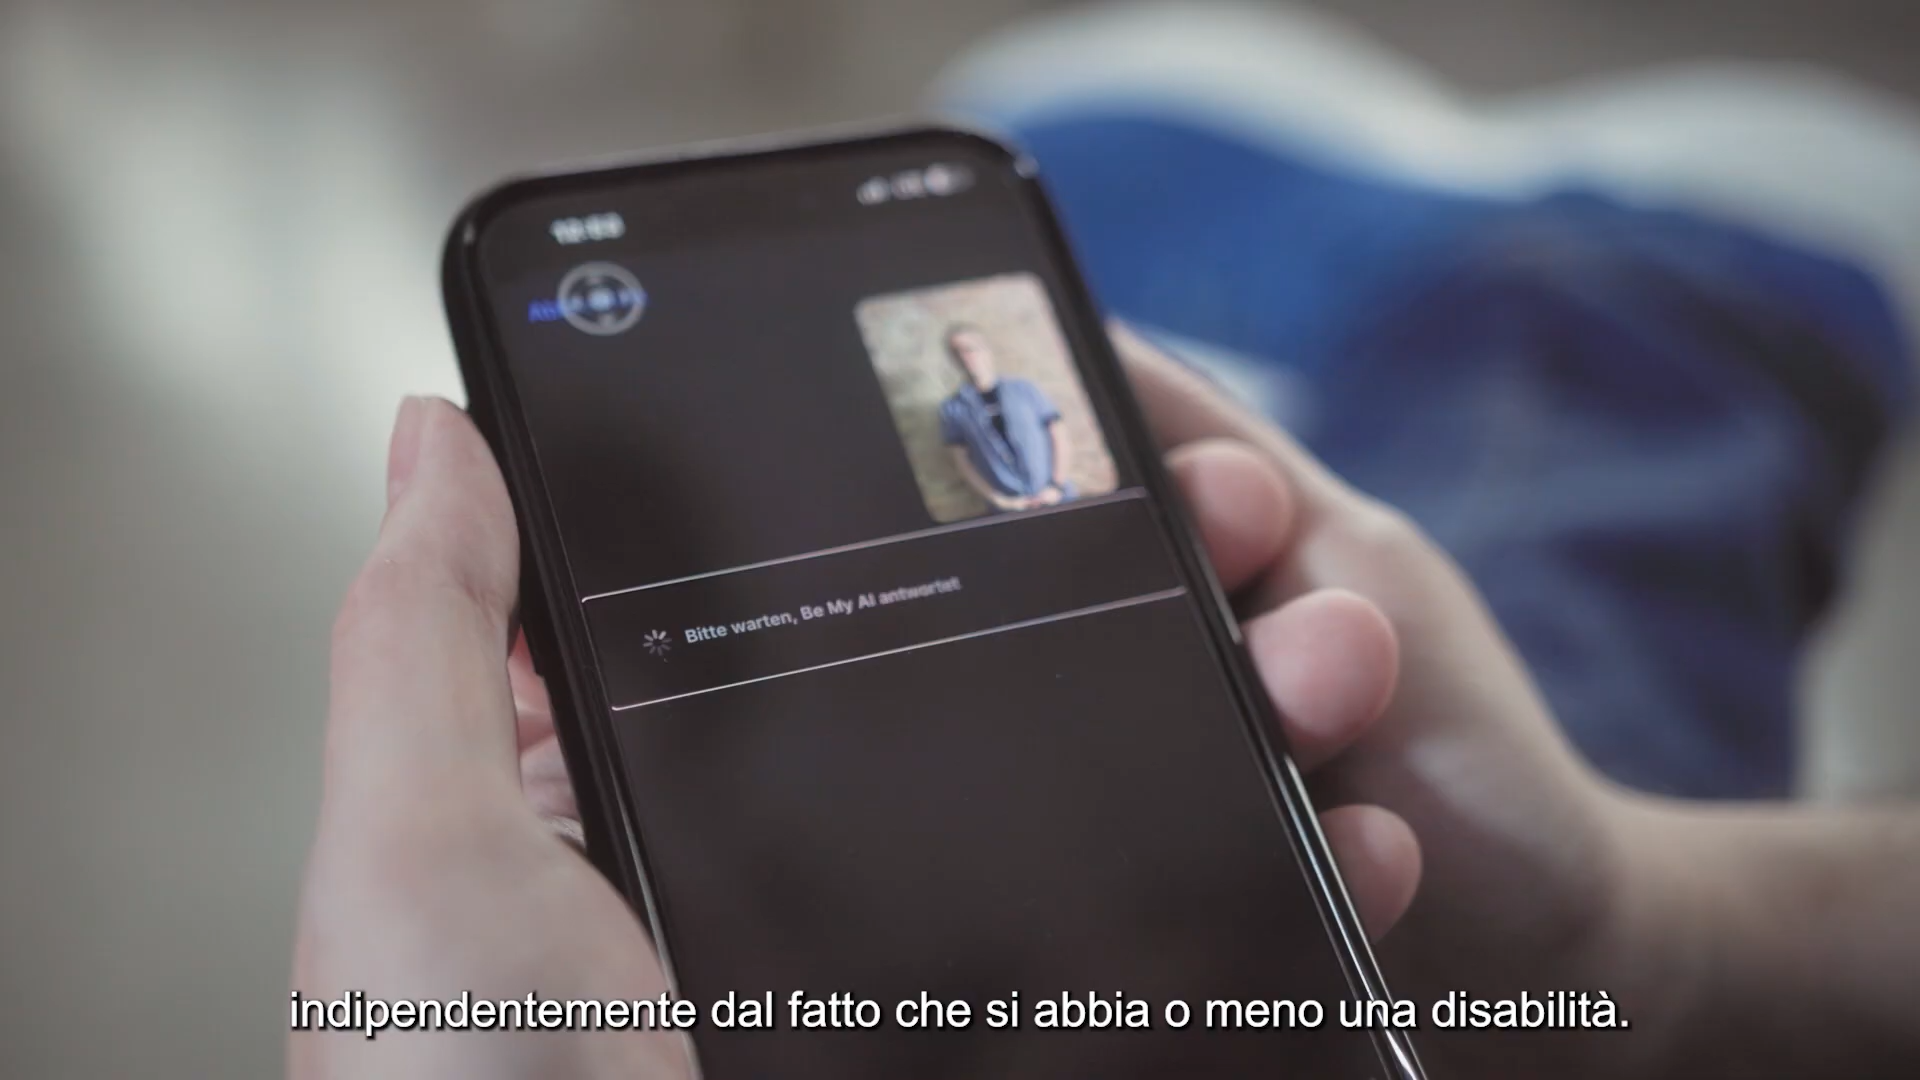 Bitte warten, Be My AI antwortet
indipendentemente dal fatto che si abbia o meno una disabilità.